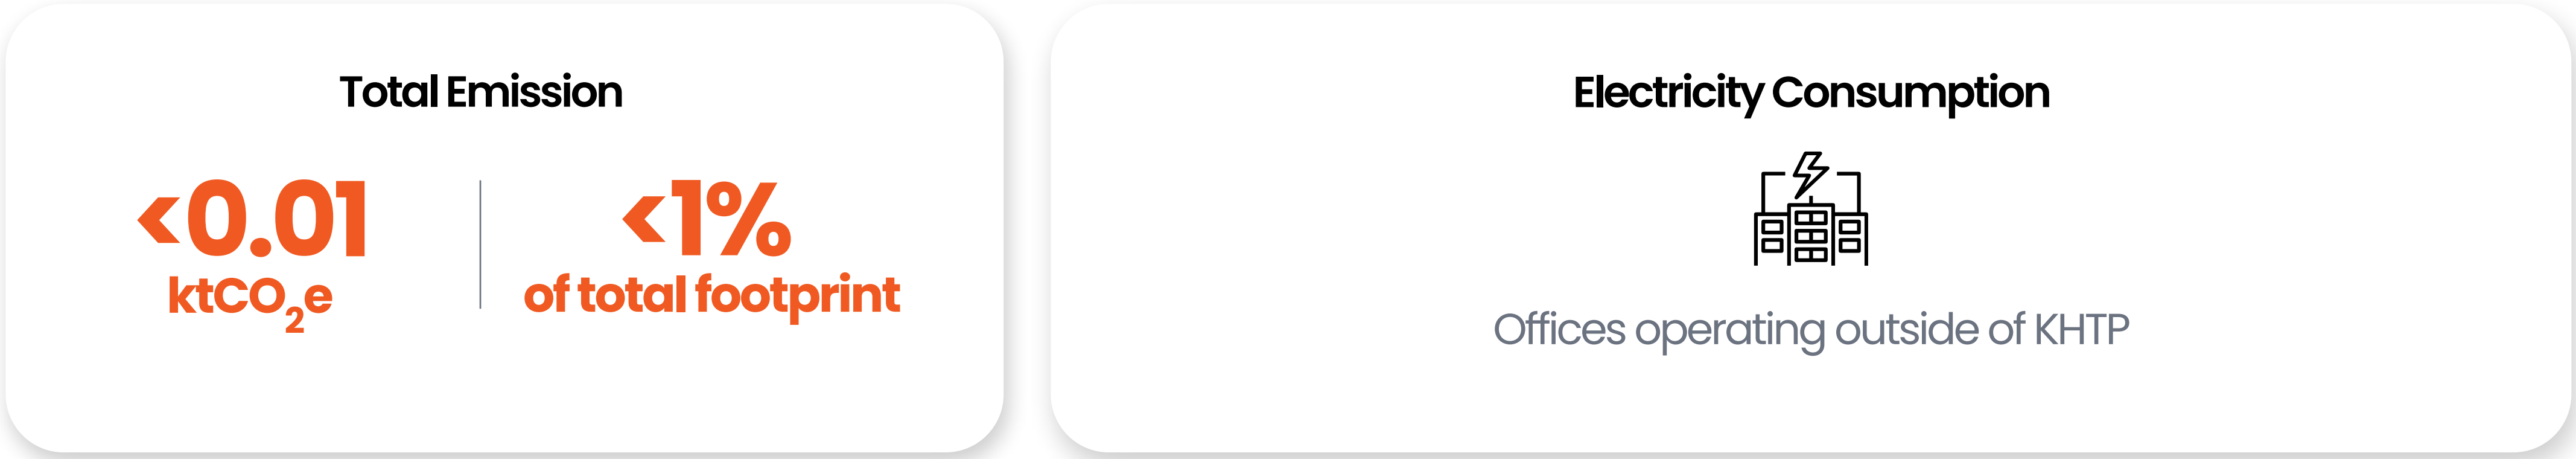 Total Emission
<0.01
ktCO₂e
<1%
of total footprint
Electricity Consumption
Offices operating outside of KHTP